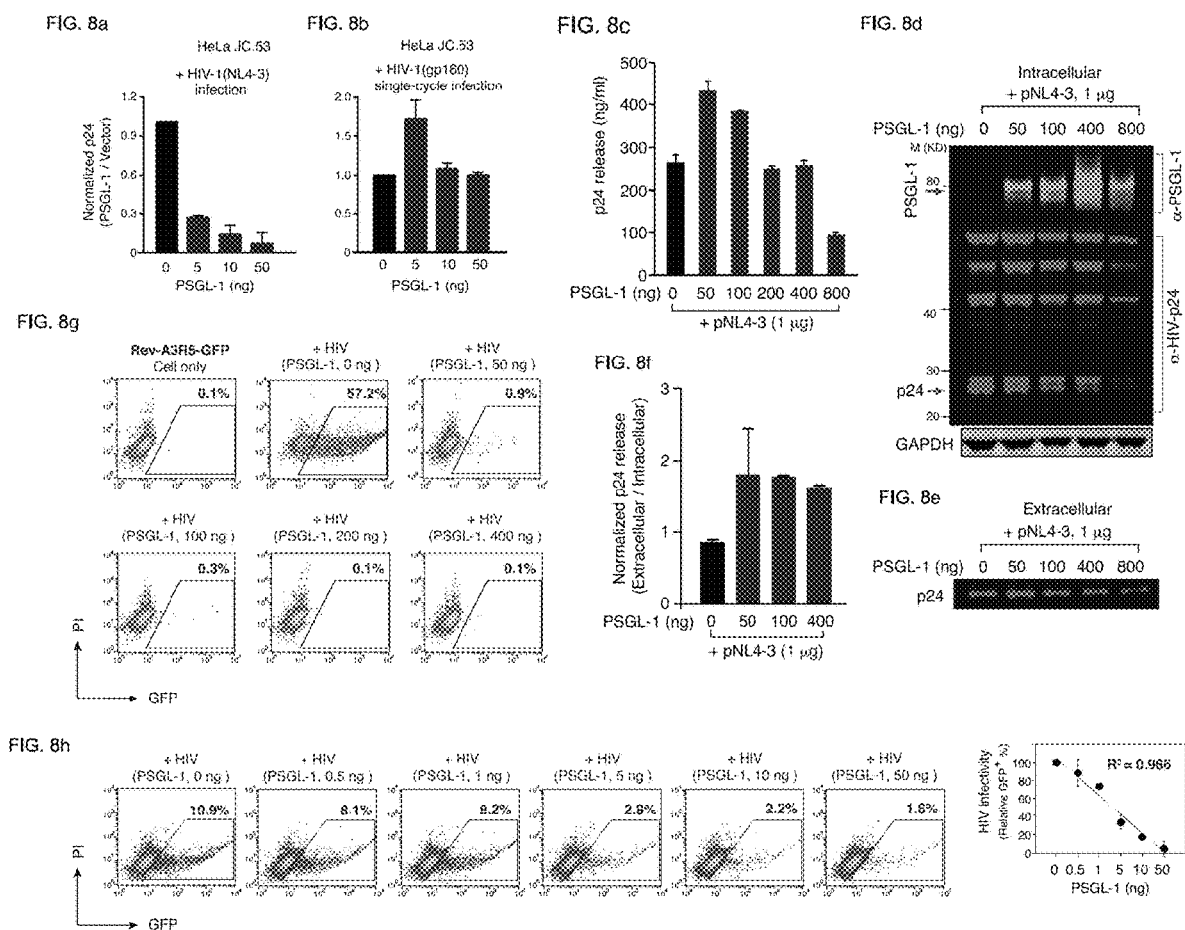 FIG. 8a
HeLa JC.53
+ HIV-1(NL4-3)
infection
Normalized p24
(PSGL-1 / Vector)
1.2
0.9
0.6
0.3
0
0 5 10 50
PSGL-1 (ng)
FIG. 8b
HeLa JC.53
+ HIV-1(gp160)
single-cycle infection
2.0
1.5
1.0
0.5
0
0 5 10 50
PSGL-1 (ng)
FIG. 8c
p24 release (ng/ml)
500
400
300
200
100
0
PSGL-1 (ng) 0 50 100 200 400 800
+ pNL4-3 (1 μg)
FIG. 8d
Intracellular
+ pNL4-3, 1 μg
PSGL-1 (ng) 0 50 100 400 800
M (KD)
PSGL-1
80
40
30
p24
20
α-PSGL-1
α-HIV-p24
GAPDH
FIG. 8e
Extracellular
+ pNL4-3, 1 μg
PSGL-1 (ng) 0 50 100 400 800
p24
FIG. 8f
Normalized p24 release
(Extracellular / Intracellular)
3
2
1
0
PSGL-1 (ng) 0 50 100 400
+ pNL4-3 (1 μg)
FIG. 8g
Rev-A3R5-GFP
Cell only
0.1%
+ HIV
(PSGL-1, 0 ng)
57.2%
+ HIV
(PSGL-1, 50 ng)
0.9%
+ HIV
(PSGL-1, 100 ng)
0.3%
+ HIV
(PSGL-1, 200 ng)
0.1%
+ HIV
(PSGL-1, 400 ng)
0.1%
PI
GFP
FIG. 8h
+ HIV
(PSGL-1, 0 ng)
10.9%
+ HIV
(PSGL-1, 0.5 ng)
8.1%
+ HIV
(PSGL-1, 1 ng)
8.2%
+ HIV
(PSGL-1, 5 ng)
2.9%
+ HIV
(PSGL-1, 10 ng)
2.2%
+ HIV
(PSGL-1, 50 ng)
1.8%
PI
GFP
HIV Infectivity
(Relative GFP+ %)
100
80
60
40
20
0
R² = 0.966
0 0.5 1 5 10 50
PSGL-1 (ng)